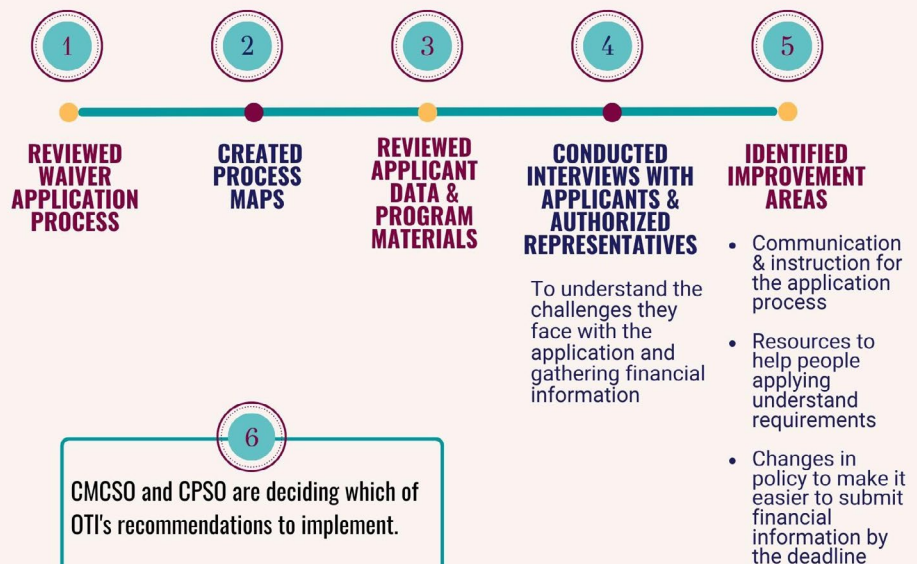 1
REVIEWED
WAIVER
APPLICATION
PROCESS
2
CREATED
PROCESS
MAPS
3
REVIEWED
APPLICANT
DATA &
PROGRAM
MATERIALS
4
CONDUCTED
INTERVIEWS WITH
APPLICANTS &
AUTHORIZED
REPRESENTATIVES
To understand the
challenges they
face with the
application and
gathering financial
information
5
IDENTIFIED
IMPROVEMENT
AREAS
• Communication
& instruction for
the application
process
• Resources to
help people
applying
understand
requirements
• Changes in
policy to make it
easier to submit
financial
information by
the deadline
6
CMCSO and CPSO are deciding which of
OTI's recommendations to implement.